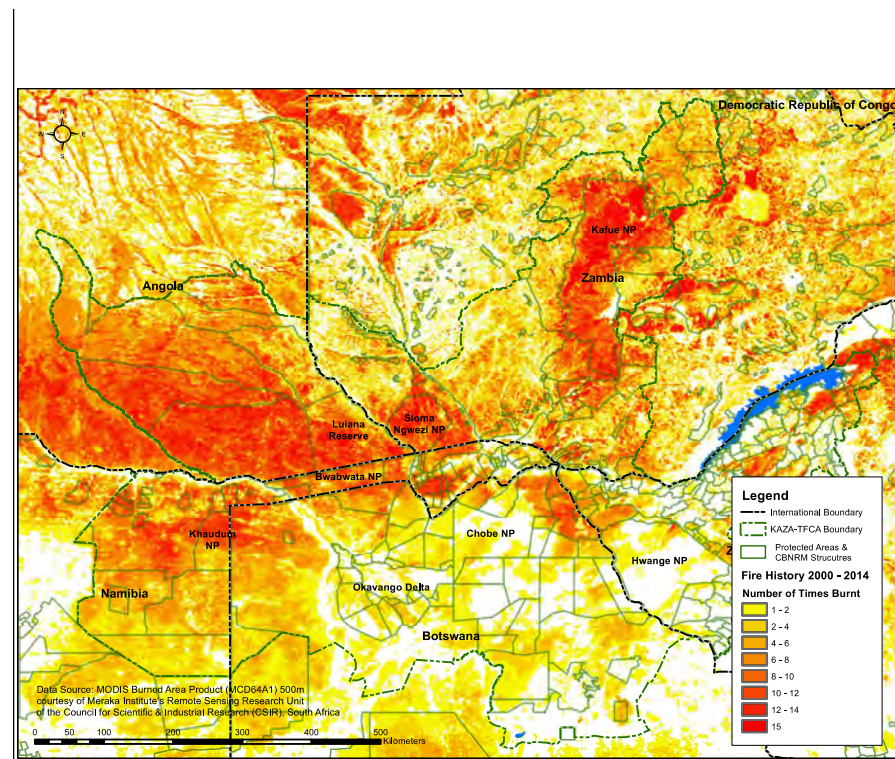 Democratic Republic of Congo
N
W E
S
Kafue NP
Zambia
Angola
Sioma
Ngwezi NP
Luiana
Reserve
Bwabwata NP
Khaudum
NP
Chobe NP
Hwange NP
Namibia
Okavango Delta
Botswana
Z
Legend
International Boundary
KAZA-TFCA Boundary
Protected Areas &
CBNRM Strucutres
Fire History 2000 - 2014
Number of Times Burnt
1 - 2
2 - 4
4 - 6
6 - 8
8 - 10
10 - 12
12 - 14
15
Data Source: MODIS Burned Area Product (MCD64A1) 500m
courtesy of Meraka Institute's Remote Sensing Research Unit
of the Council for Scientific & Industrial Research (CSIR), South Africa
0 100 200 300 400 500
Kilometers